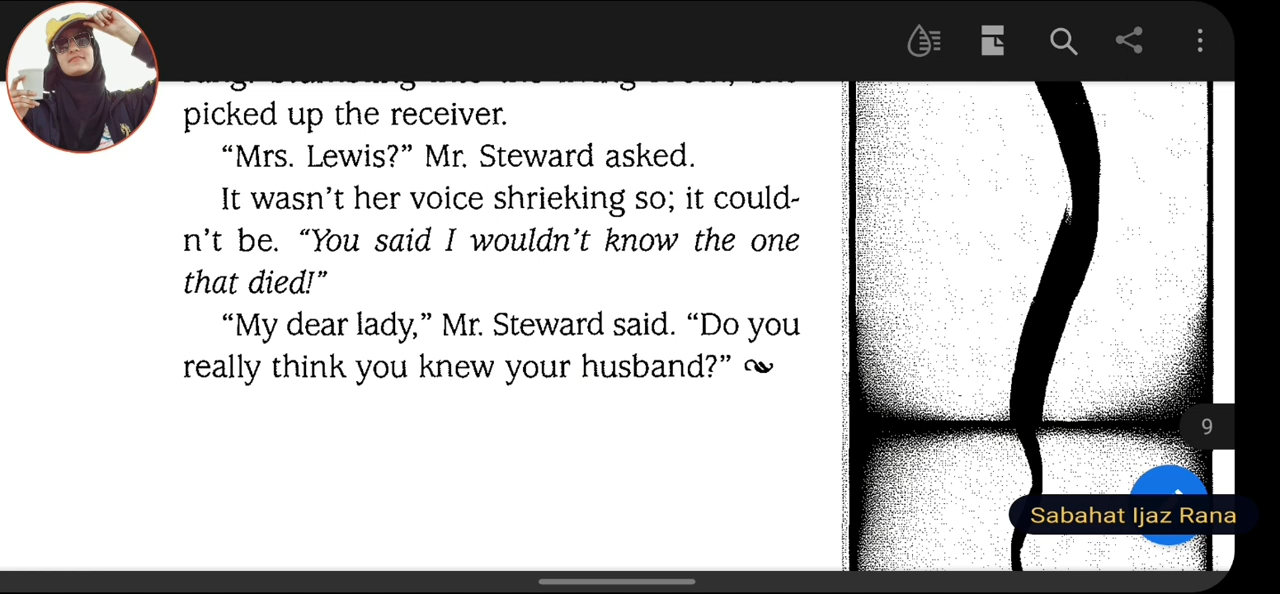 picked up the receiver.
“Mrs. Lewis?” Mr. Steward asked.
It wasn’t her voice shrieking so; it could-
n’t be. “You said I wouldn’t know the one
that died!”
“My dear lady,” Mr. Steward said. “Do you
really think you knew your husband?”
9
Sabahat Ijaz Rana